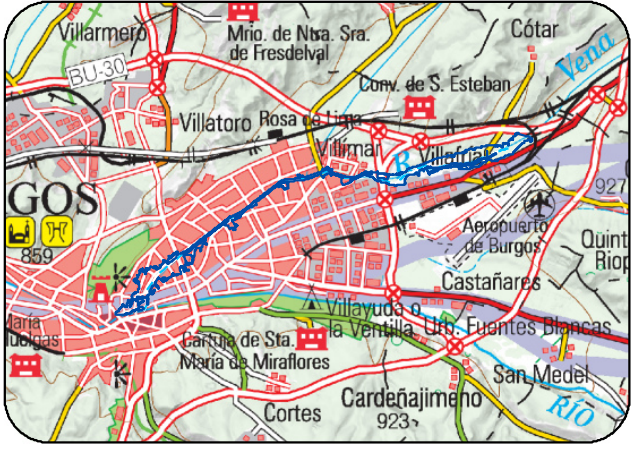 Villarmero
Mrio. de Ntra. Sra.
de Fresdelval
Cótar
Vena
BU-30
Conv. de S. Esteban
Villatoro
Rosa de Lima
Villimar
R
Villafría
GOS
859
927
Aeropuerto
de Burgos
Quint
Riop
Castañares
Villayuda o
la Ventilla
Urb. Fuentes Blancas
María
uelgas
Cartuja de Sta.
María de Miraflores
San Medel
Cardeñajimeno
923
Cortes
RÍO